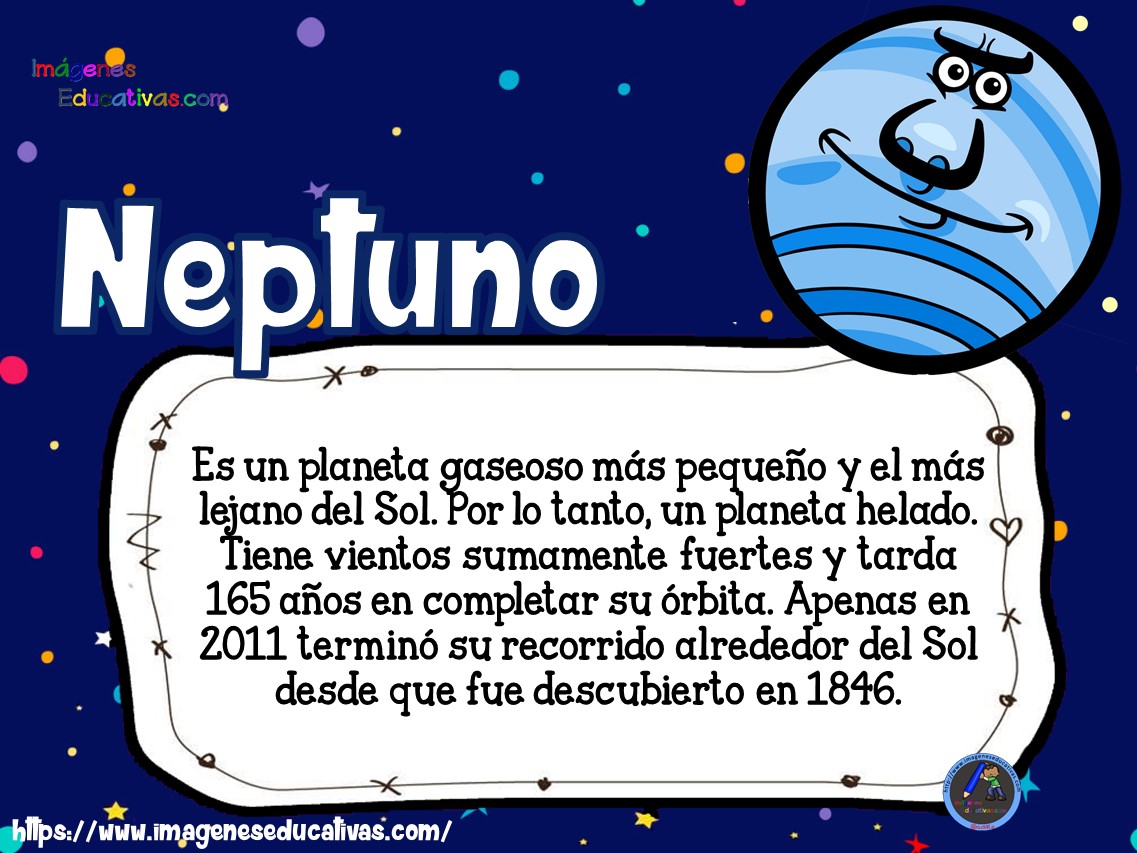 Imágenes
Educativas.com
Neptuno
Es un planeta gaseoso más pequeño y el más
lejano del Sol. Por lo tanto, un planeta helado.
Tiene vientos sumamente fuertes y tarda
165 años en completar su órbita. Apenas en
2011 terminó su recorrido alrededor del Sol
desde que fue descubierto en 1846.
https://www.imageneseducativas.com/